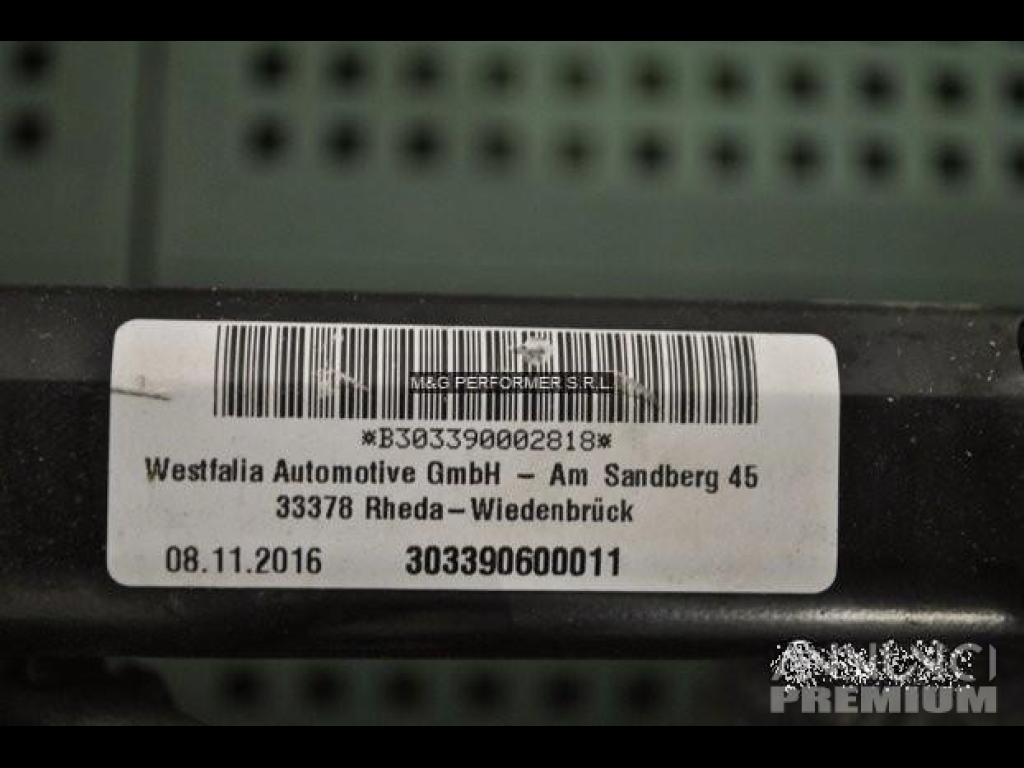 M&G PERFORMER S.R.L.
*B303390002818*
Westfalia Automotive GmbH – Am Sandberg 45
33378 Rheda–Wiedenbrück
08.11.2016 303390600011
PREMIUM